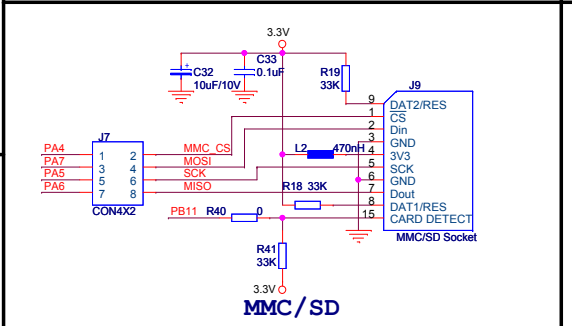 3.3V
C32
10uF/10V
C33
0.1uF
R19
33K
J9
9 DAT2/RES
1 CS
2 Din
3 GND
4 3V3
5 SCK
6 GND
7 Dout
8 DAT1/RES
15 CARD DETECT
MMC/SD Socket
L2 470nH
R18 33K
J7
PA4 1 2 MMC_CS
PA7 3 4 MOSI
PA5 5 6 SCK
PA6 7 8 MISO
CON4X2
PB11 R40 0
R41
33K
3.3V
MMC/SD